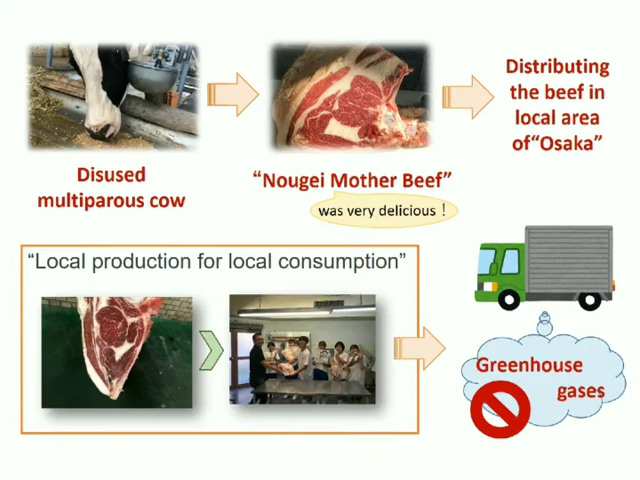 Distributing
the beef in
local area
of“Osaka”
Disused
multiparous cow
“Nougei Mother Beef”
was very delicious！
“Local production for local consumption”
Greenhouse
gases